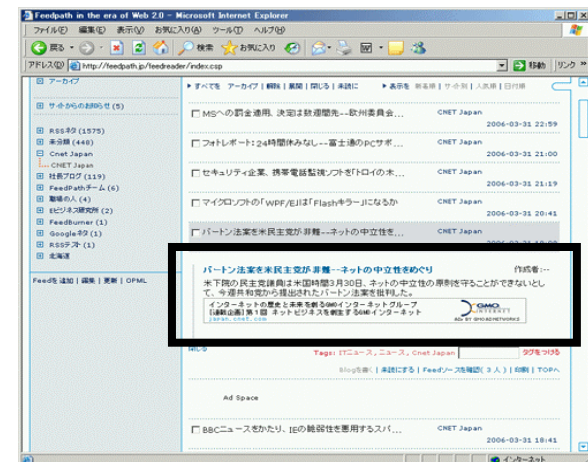 Feedpath in the era of Web 2.0 - Microsoft Internet Explorer
ファイル(F) 編集(E) 表示(V) お気に入り(A) ツール(T) ヘルプ(H)
戻る 検索 お気に入り
アドレス(D) http://feedpath.jp/feedreader/index.csp 移動 リンク »
アーカイブ
すべてを アーカイブ | 解除 | 展開 | 閉じる | 未読に 表示を 新着順 | サイト別 | 人気順 | 日付順
サイトからのお知らせ (5)
RSSネタ (1575)
未分類 (448)
Cnet Japan
CNET Japan
社長ブログ (119)
FeedPathチーム (6)
職場の人 (4)
Eビジネス研究所 (2)
FeedBurner (1)
Googleネタ (1)
RSSテスト (1)
北海道
Feedを追加 | 編集 | 更新 | OPML
MSへの罰金適用、決定は数週間先--欧州委員会... CNET Japan
2006-03-31 22:59
フォトレポート:24時間休みなし--富士通のPCサポ... CNET Japan
2006-03-31 21:00
セキュリティ企業、携帯電話監視ソフトを「トロイの木... CNET Japan
2006-03-31 21:19
マイクロソフトの「WPF/E」は「Flashキラー」になるか CNET Japan
2006-03-31 20:41
バートン法案を米民主党が非難--ネットの中立性を... CNET Japan
バートン法案を米民主党が非難--ネットの中立性をめぐり 作成者:--
米下院の民主党議員は米国時間3月30日、ネットの中立性の原則を守ることができないとし
て、今週共和党から提出されたバートン法案を批判した。
インターネットの歴史と未来を創るGMOインターネットグループ
[連載企画]第1回 ネットビジネスを創造するGMOインターネット
japan.cnet.com
GMO
INTERNET
ADs BY GMO AD NETWORKS
閉じる
Tags: ITニュース, ニュース, Cnet Japan タグをつける
Blogを書く | 未読にする | Feedソースを確認( 3 人 ) | 印刷 | TOPへ
Ad Space
BBCニュースをかたり、IEの脆弱性を悪用するスパ... CNET Japan
2006-03-31 18:41
インターネット